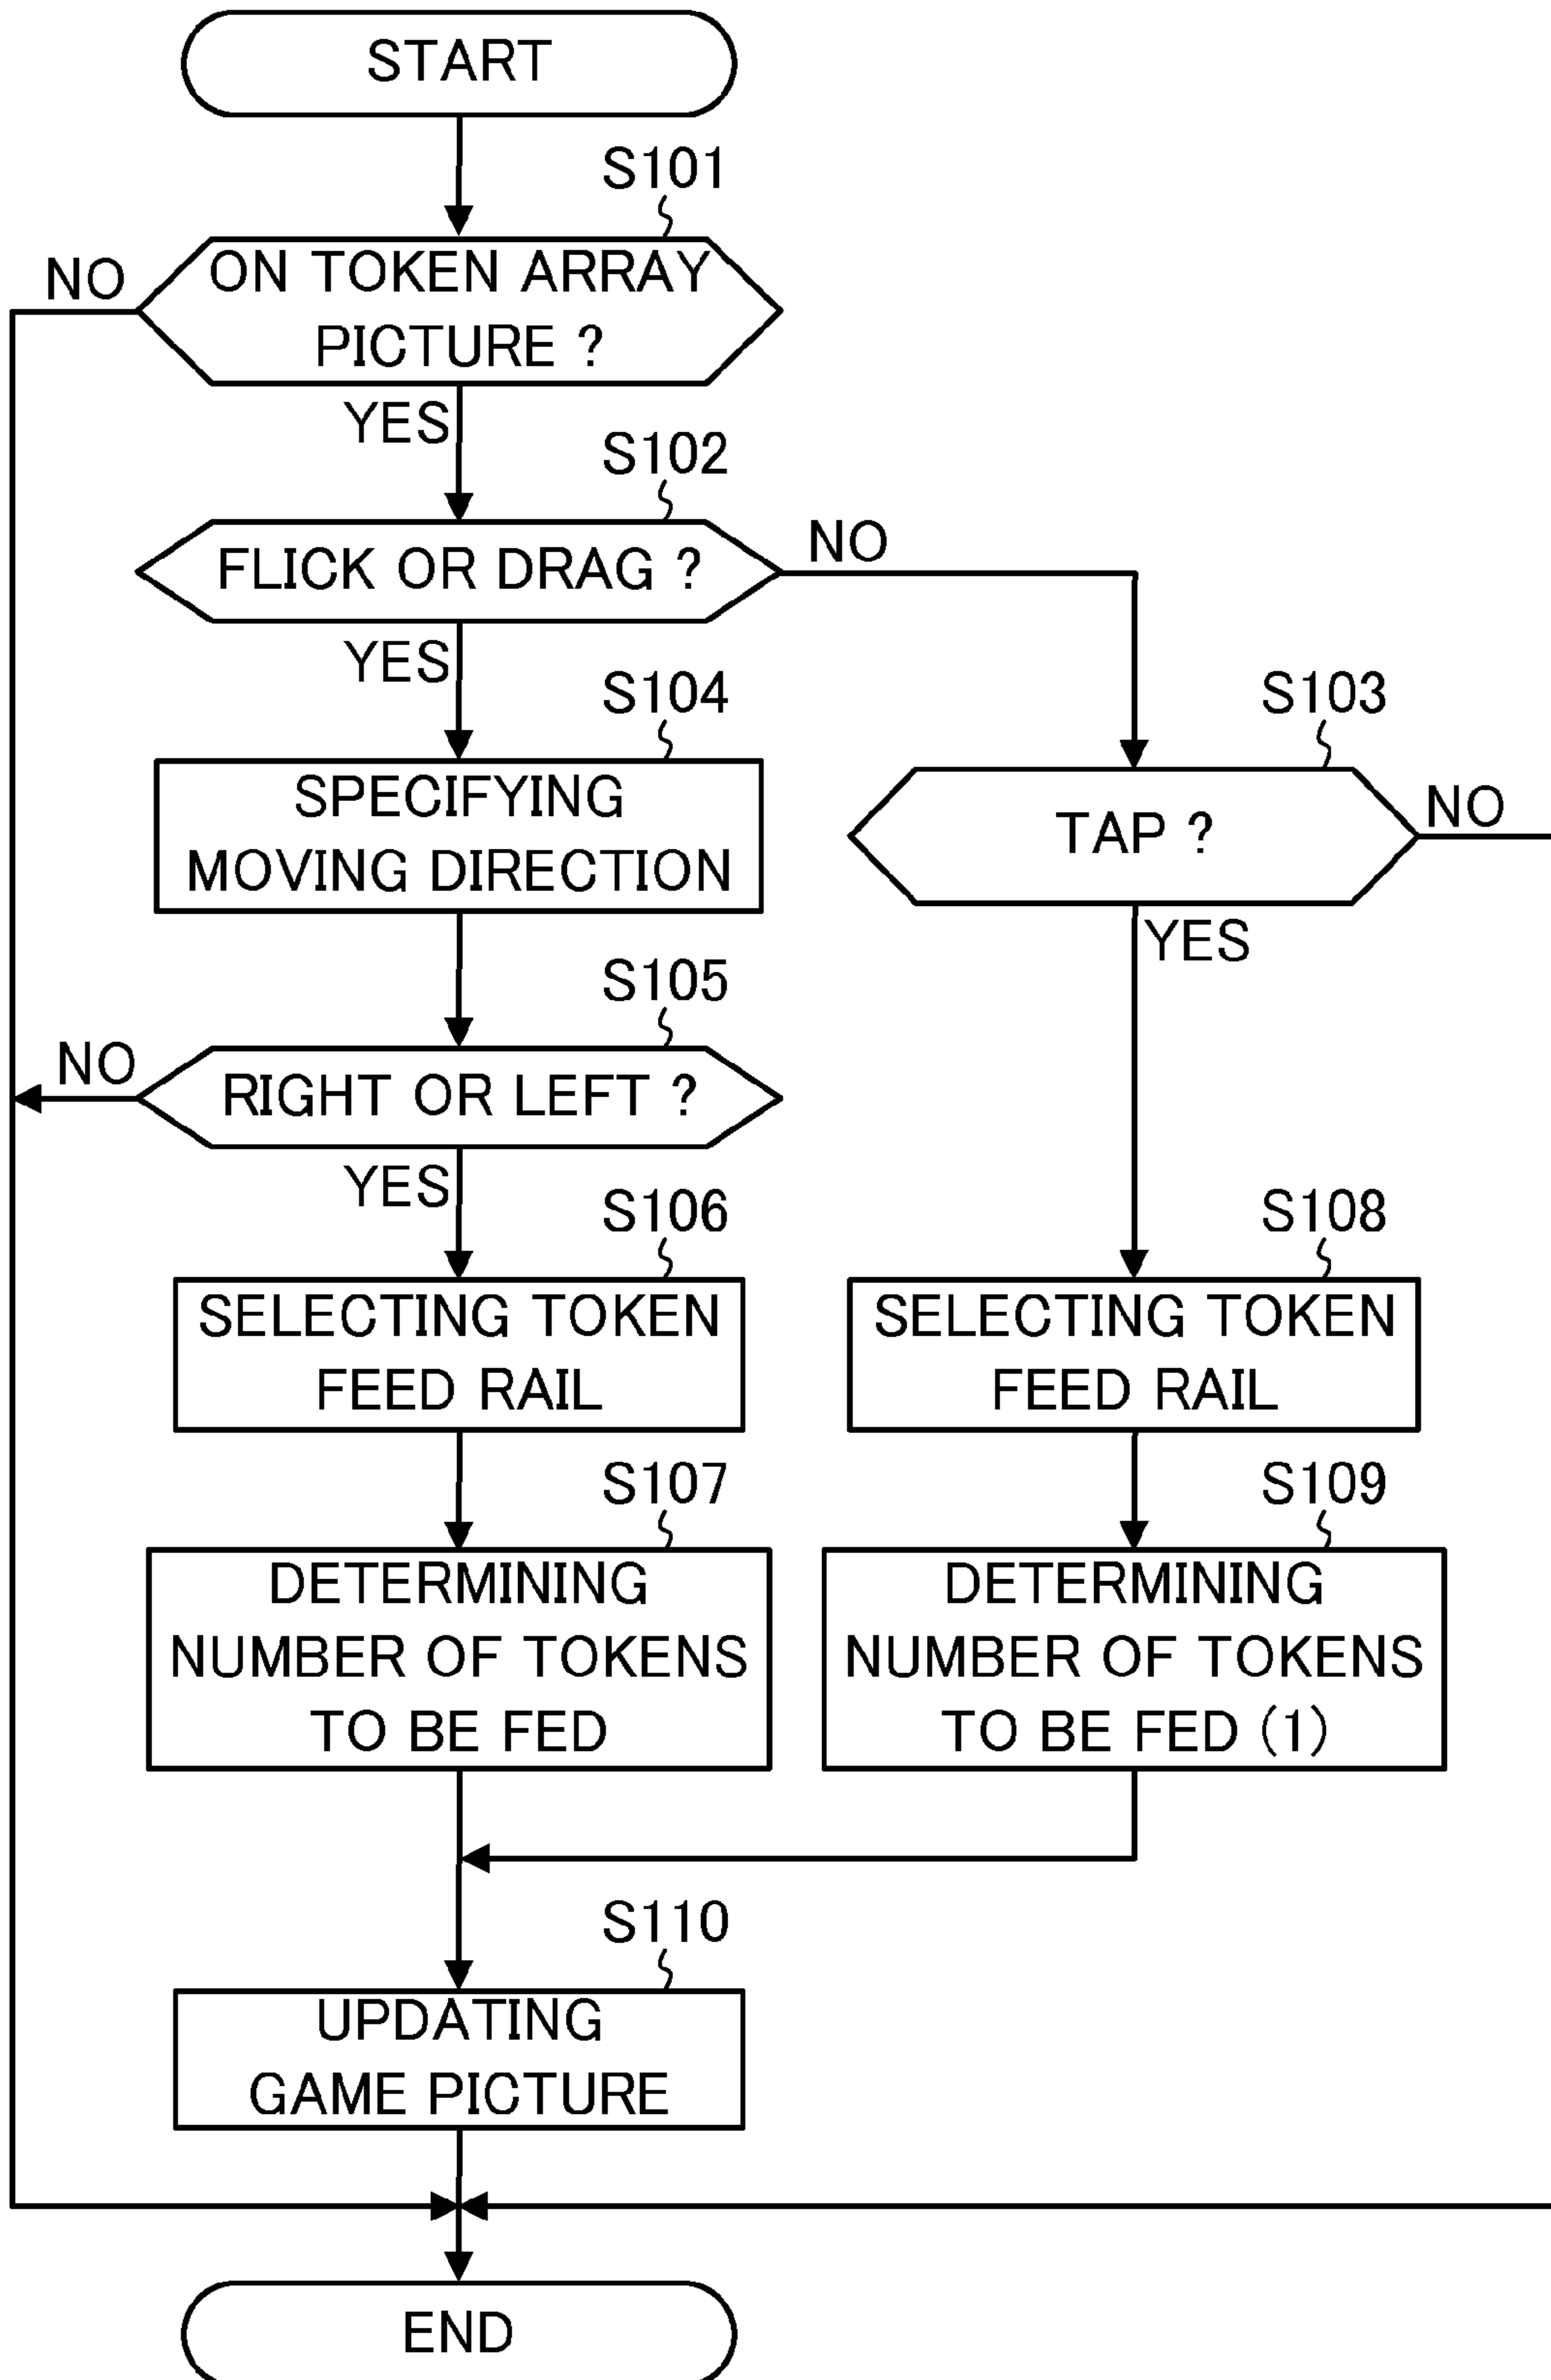 START
S101
NO
ON TOKEN ARRAY
PICTURE ?
YES
S102
FLICK OR DRAG ?
NO
YES
S104
S103
SPECIFYING
MOVING DIRECTION
TAP ?
NO
YES
S105
NO
RIGHT OR LEFT ?
YES
S106
S108
SELECTING TOKEN
FEED RAIL
SELECTING TOKEN
FEED RAIL
S107
S109
DETERMINING
NUMBER OF TOKENS
TO BE FED
DETERMINING
NUMBER OF TOKENS
TO BE FED (1)
S110
UPDATING
GAME PICTURE
END